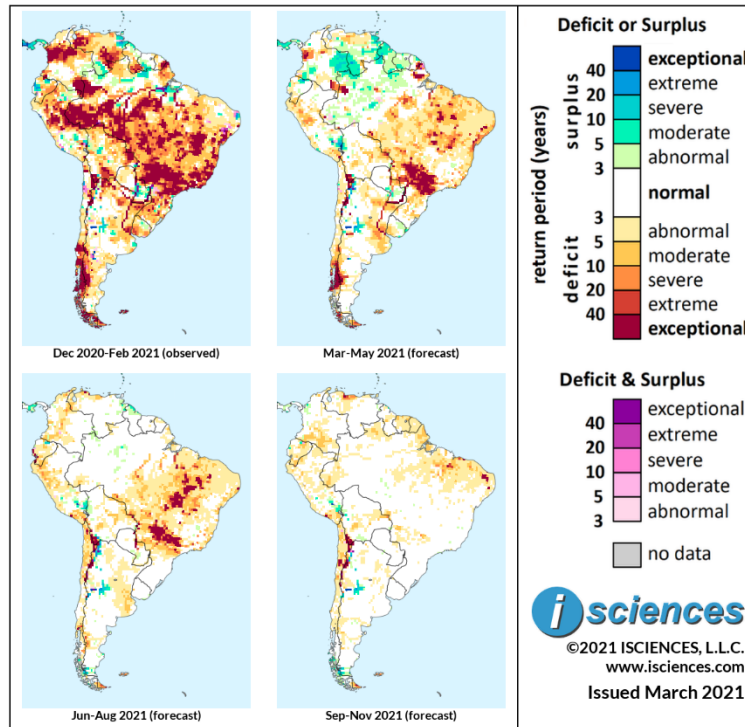 Dec 2020-Feb 2021 (observed)
Mar-May 2021 (forecast)
Jun-Aug 2021 (forecast)
Sep-Nov 2021 (forecast)
Deficit or Surplus
return period (years)
surplus
deficit
exceptional
40
extreme
20
severe
10
moderate
5
abnormal
3
normal
3
abnormal
5
moderate
10
severe
20
extreme
40
exceptional
Deficit & Surplus
exceptional
40
extreme
20
severe
10
moderate
5
abnormal
3
no data
i sciences
©2021 ISCIENCES, L.L.C.
www.isciences.com
Issued March 2021